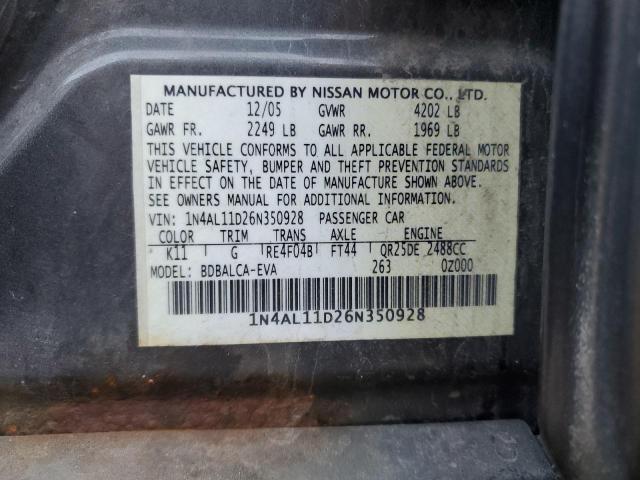 MANUFACTURED BY NISSAN MOTOR CO., LTD.
DATE 12/05 GVWR 4202 LB
GAWR FR. 2249 LB GAWR RR. 1969 LB
THIS VEHICLE CONFORMS TO ALL APPLICABLE FEDERAL MOTOR
VEHICLE SAFETY, BUMPER AND THEFT PREVENTION STANDARDS
IN EFFECT ON THE DATE OF MANUFACTURE SHOWN ABOVE.
SEE OWNERS MANUAL FOR ADDITIONAL INFORMATION.
VIN: 1N4AL11D26N350928 PASSENGER CAR
COLOR TRIM TRANS AXLE ENGINE
K11 G RE4F04B FT44 QR25DE 2488CC
MODEL: BDBALCA-EVA 263 0Z000
1N4AL11D26N350928